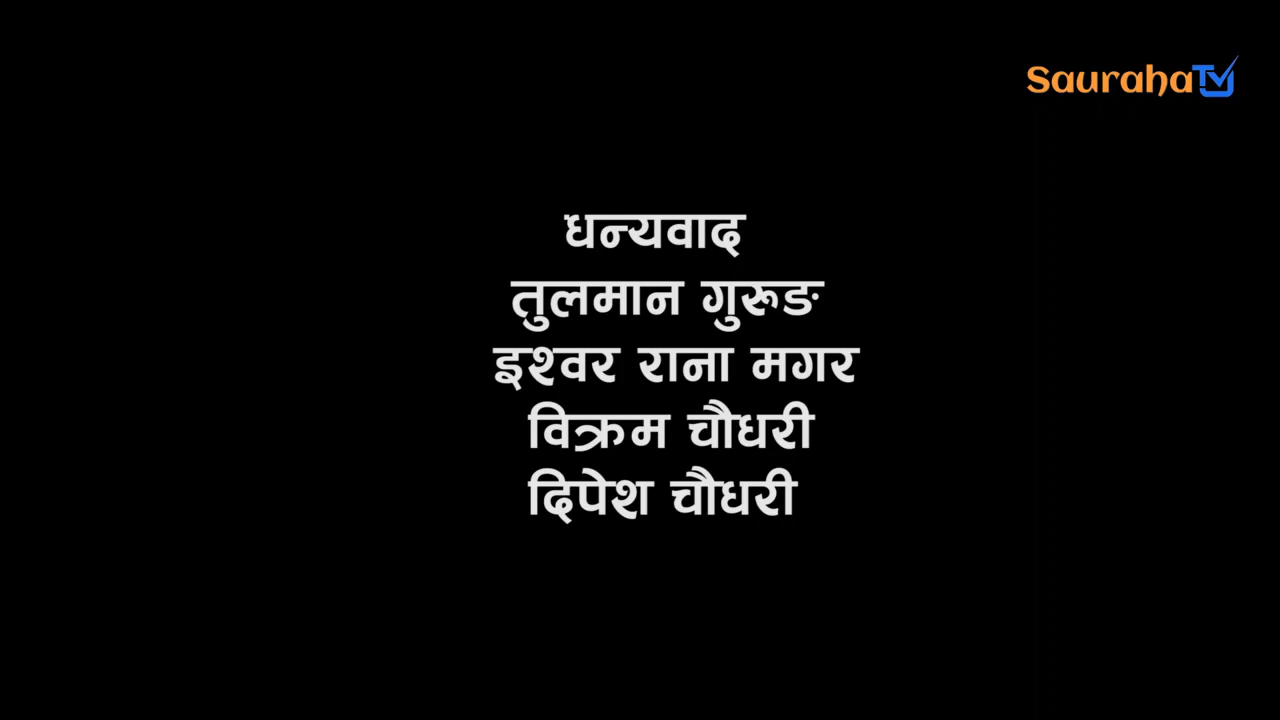 SaurahaTV
धन्यवाद
तुलमान गुरूङ
इश्वर राना मगर
विक्रम चौधरी
दिपेश चौधरी